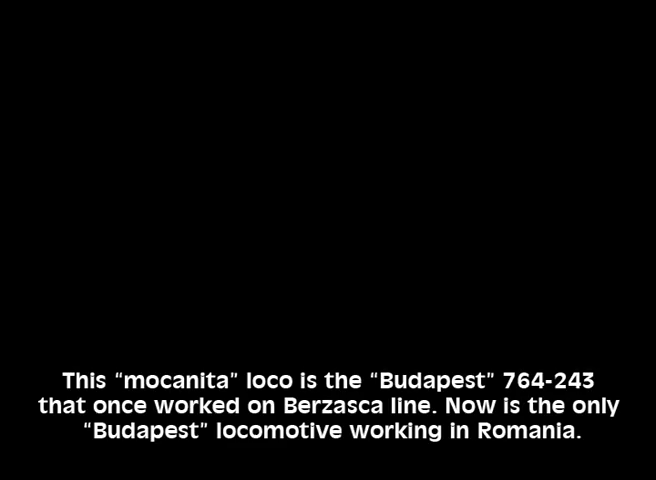 This “mocanita” loco is the “Budapest” 764-243
that once worked on Berzasca line. Now is the only
“Budapest” locomotive working in Romania.